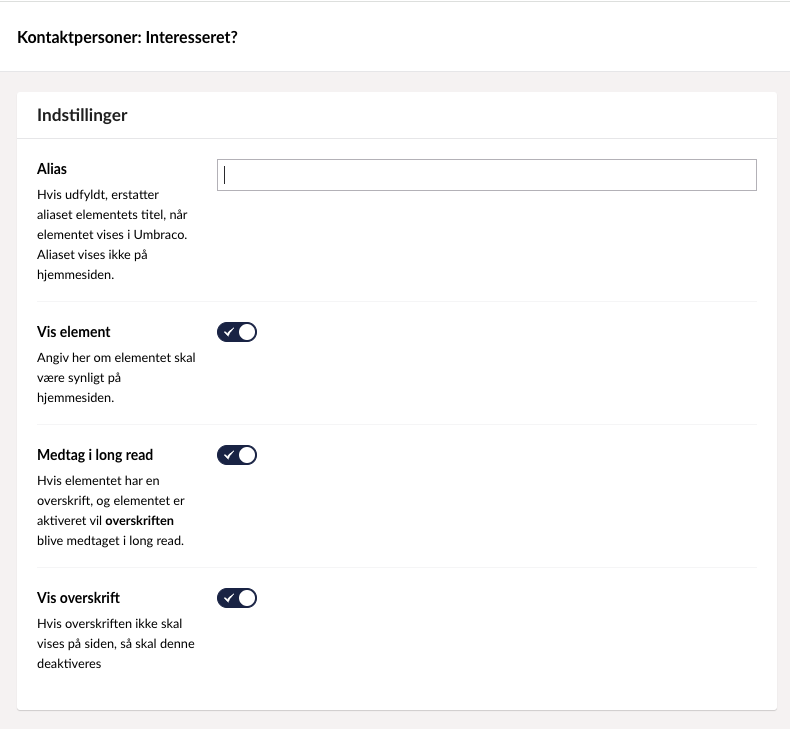 Kontaktpersoner: Interesseret?
Indstillinger
Alias
Hvis udfyldt, erstatter
aliaset elementets titel, når
elementet vises i Umbraco.
Aliaset vises ikke på
hjemmesiden.
Vis element
Angiv her om elementet skal
være synligt på
hjemmesiden.
Medtag i long read
Hvis elementet har en
overskrift, og elementet er
aktiveret vil overskriften
blive medtaget i long read.
Vis overskrift
Hvis overskriften ikke skal
vises på siden, så skal denne
deaktiveres